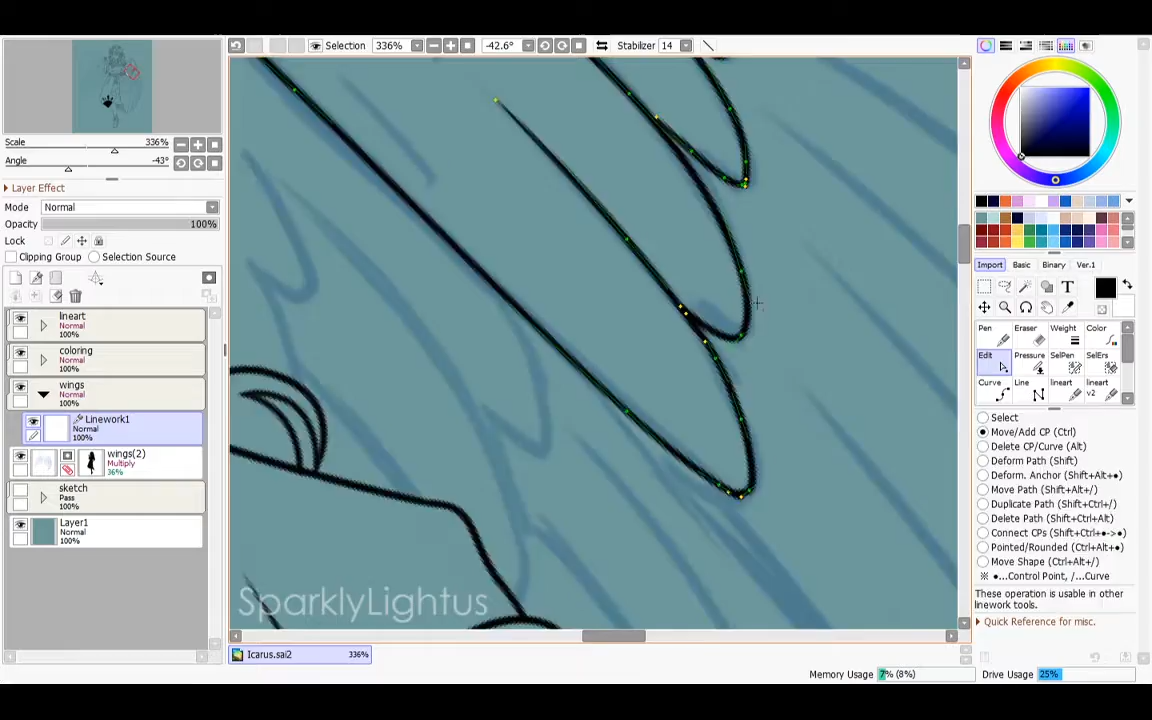 Selection 336% -42.6° Stabilizer 14
Scale 336%
Angle -43°
Layer Effect
Mode Normal
Opacity 100%
Lock
Clipping Group Selection Source
lineart
Normal
100%
coloring
Normal
100%
wings
Normal
100%
Linework1
Normal
100%
wings(2)
Multiply
36%
sketch
Pass
100%
Layer1
Normal
100%
SparklyLightus
Icarus.sai2 336%
Import Basic Binary Ver.1
T
Pen Eraser Weight Color
Edit Pressure SelPen SelErs
Curve Line lineart lineart
v2
Select
Move/Add CP (Ctrl)
Delete CP/Curve (Alt)
Deform Path (Shift)
Deform. Anchor (Shift+Alt+●)
Move Path (Shift+Alt+/)
Duplicate Path (Shift+Ctrl+/)
Delete Path (Shift+Ctrl+Alt)
Connect CPs (Shift+Ctrl+●->●)
Pointed/Rounded (Ctrl+Alt+●)
Move Shape (Ctrl+Alt+/)
※ ●...Control Point, /...Curve
These operation is usable in other
linework tools.
Quick Reference for misc.
Memory Usage 7% (8%) Drive Usage 25%